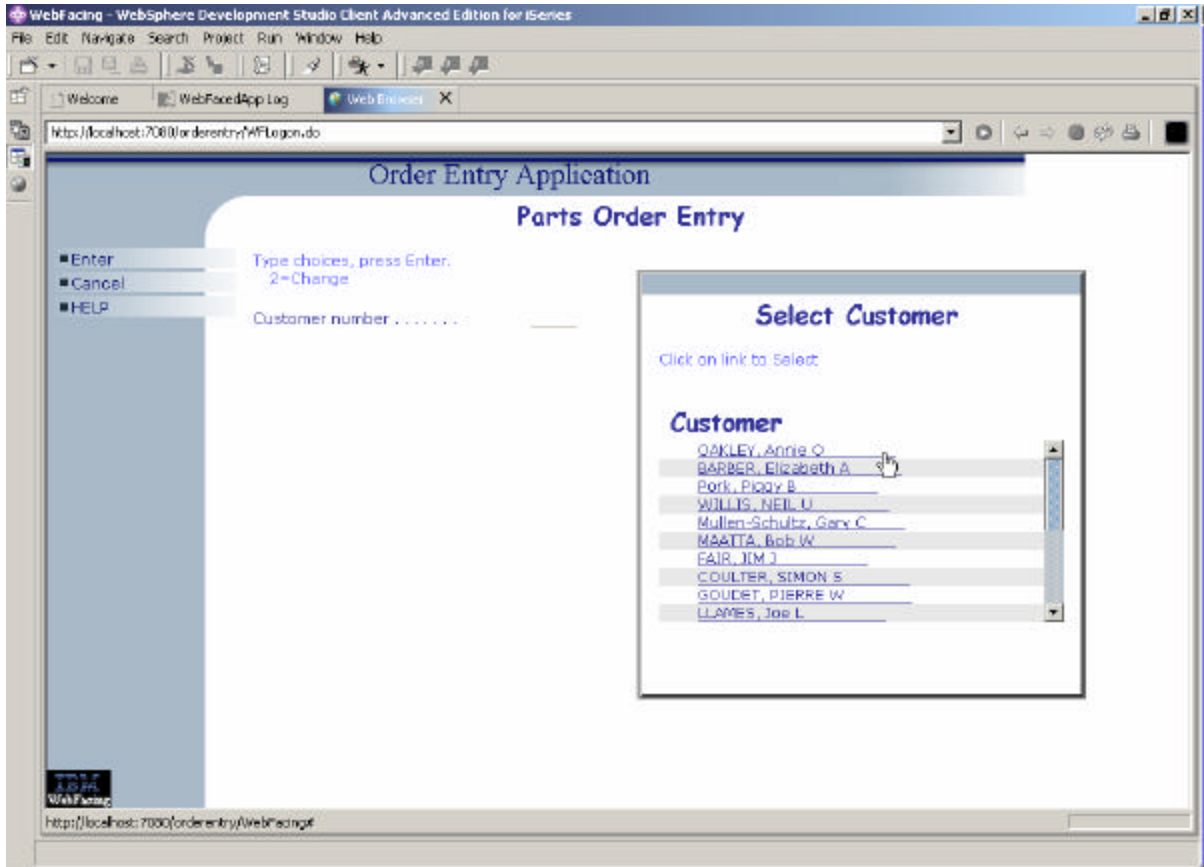 WebFacing - WebSphere Development Studio Client Advanced Edition for iSeries
File Edit Navigate Search Project Run Window Help
Welcome WebFacedApp Log Web Browser X
http://localhost:7080/orderentry/WFLogon.do
Order Entry Application
Parts Order Entry
Enter
Cancel
HELP
Type choices, press Enter.
2=Change
Customer number . . . . . . .
Select Customer
Click on link to Select
Customer
OAKLEY, Annie O
BARBER, Elizabeth A
Pork, Piggy B
WILLIS, NEIL U
Mullen-Schultz, Gary C
MAATTA, Bob W
FAIR, JIM J
COULTER, SIMON S
GOUDET, PIERRE W
LLAMES, Joe L
IBM
WebFacing
http://localhost:7080/orderentry/WebFacing#